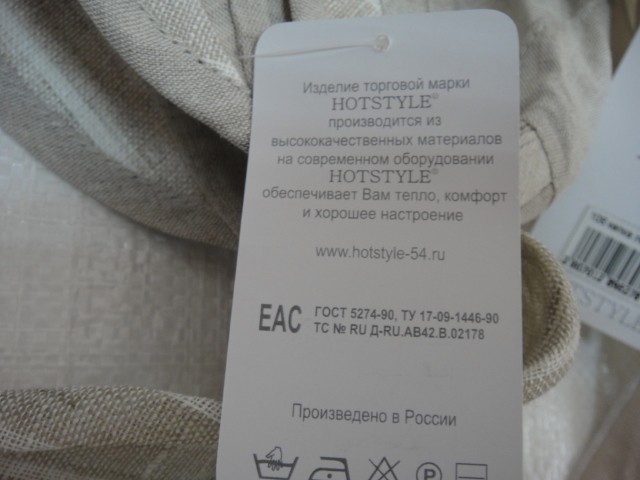 Изделие торговой марки
HOTSTYLE®
производится из
высококачественных материалов
на современном оборудовании
HOTSTYLE®
обеспечивает Вам тепло, комфорт
и хорошее настроение
www.hotstyle-54.ru
EAC ГОСТ 5274-90, ТУ 17-09-1446-90
ТС № RU Д-RU.АВ42.В.02178
Произведено в России
P